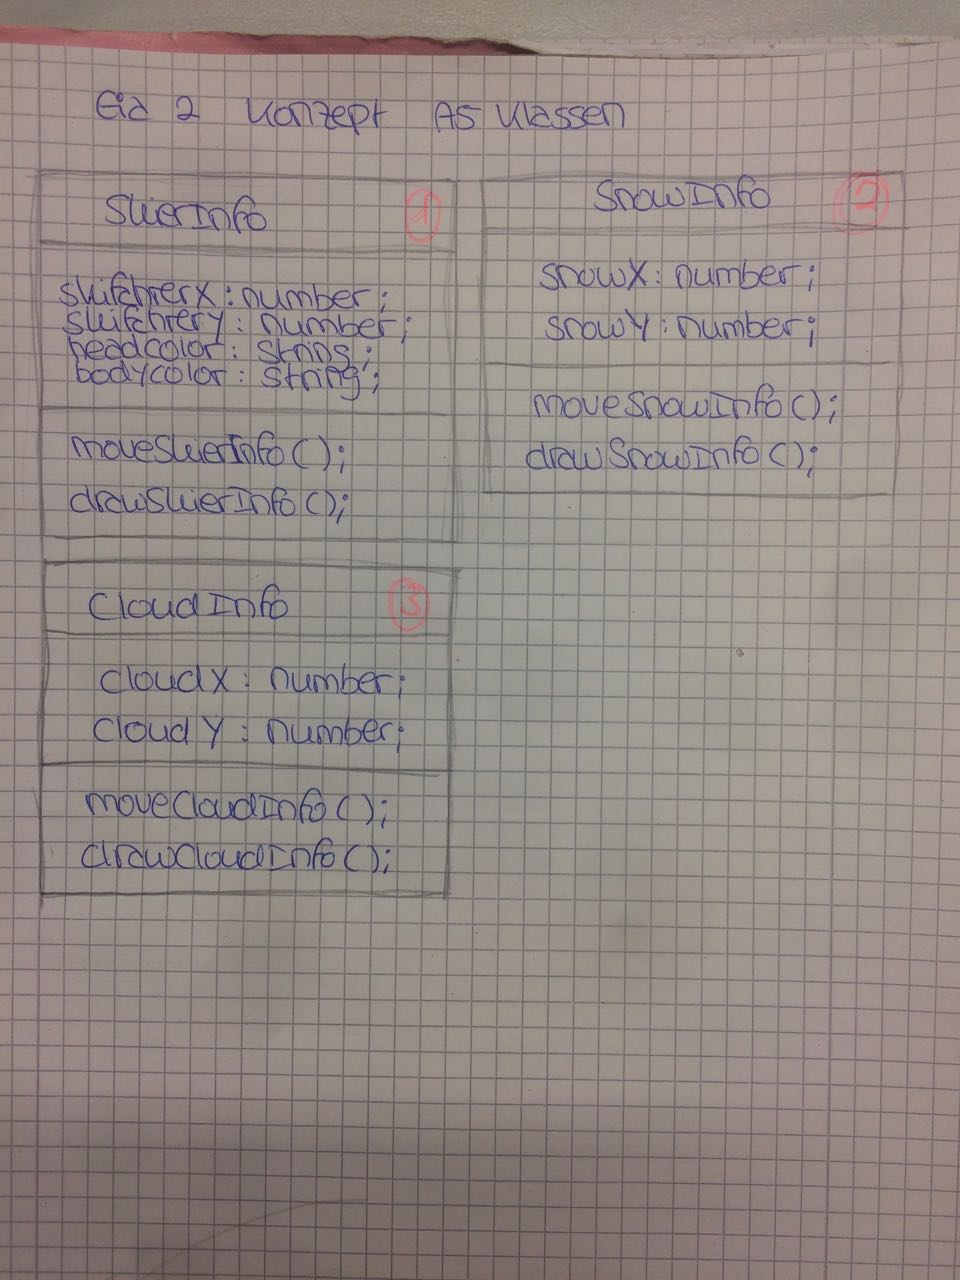 Eia 2 Konzept A5 Klassen
SkierInfo 1
skifahrerX : number;
skifahrerY : number;
headcolor : string;
bodycolor : string;
moveSkierInfo ();
drawSkierInfo ();
SnowInfo 2
snowX : number;
snowY : number;
moveSnowInfo ();
drawSnowInfo ();
CloudInfo 3
cloudX : number;
cloudY : number;
moveCloudInfo ();
drawCloudInfo ();